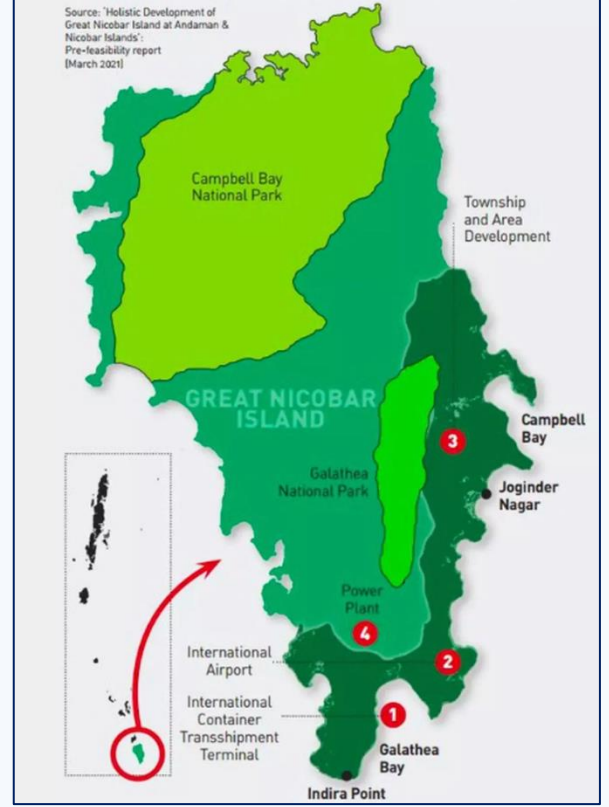 Source: 'Holistic Development of
Great Nicobar Island at Andaman &
Nicobar Islands':
Pre-feasibility report
(March 2021)
Campbell Bay
National Park
Township
and Area
Development
GREAT NICOBAR
ISLAND
Campbell
Bay
3
Galathea
National Park
Joginder
Nagar
Power
Plant
4
International
Airport
2
International
Container
Transshipment
Terminal
1
Galathea
Bay
Indira Point